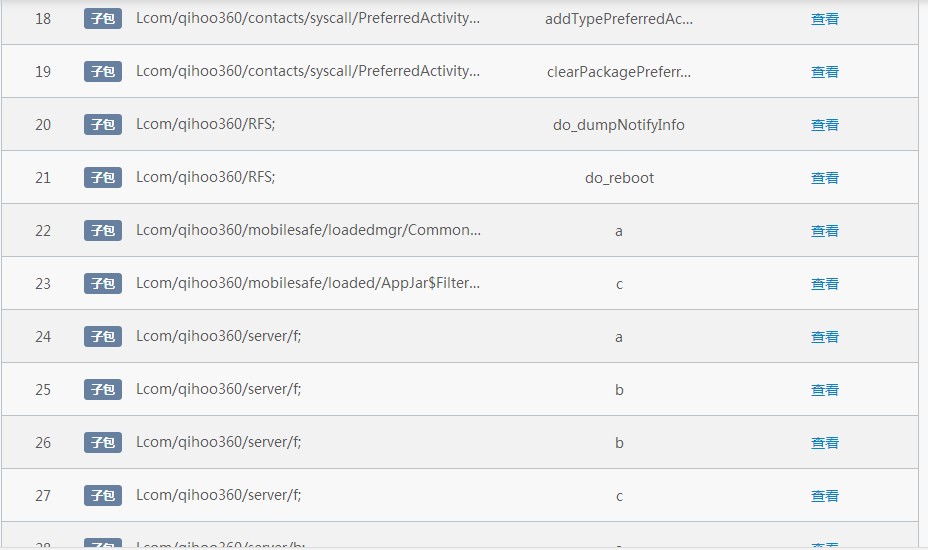 18 子包 Lcom/qihoo360/contacts/syscall/PreferredActivity... addTypePreferredAc... 查看
19 子包 Lcom/qihoo360/contacts/syscall/PreferredActivity... clearPackagePreferr... 查看
20 子包 Lcom/qihoo360/RFS; do_dumpNotifyInfo 查看
21 子包 Lcom/qihoo360/RFS; do_reboot 查看
22 子包 Lcom/qihoo360/mobilesafe/loadedmgr/Common... a 查看
23 子包 Lcom/qihoo360/mobilesafe/loaded/AppJar$Filter... c 查看
24 子包 Lcom/qihoo360/server/f; a 查看
25 子包 Lcom/qihoo360/server/f; b 查看
26 子包 Lcom/qihoo360/server/f; b 查看
27 子包 Lcom/qihoo360/server/f; c 查看
28 子包 查看